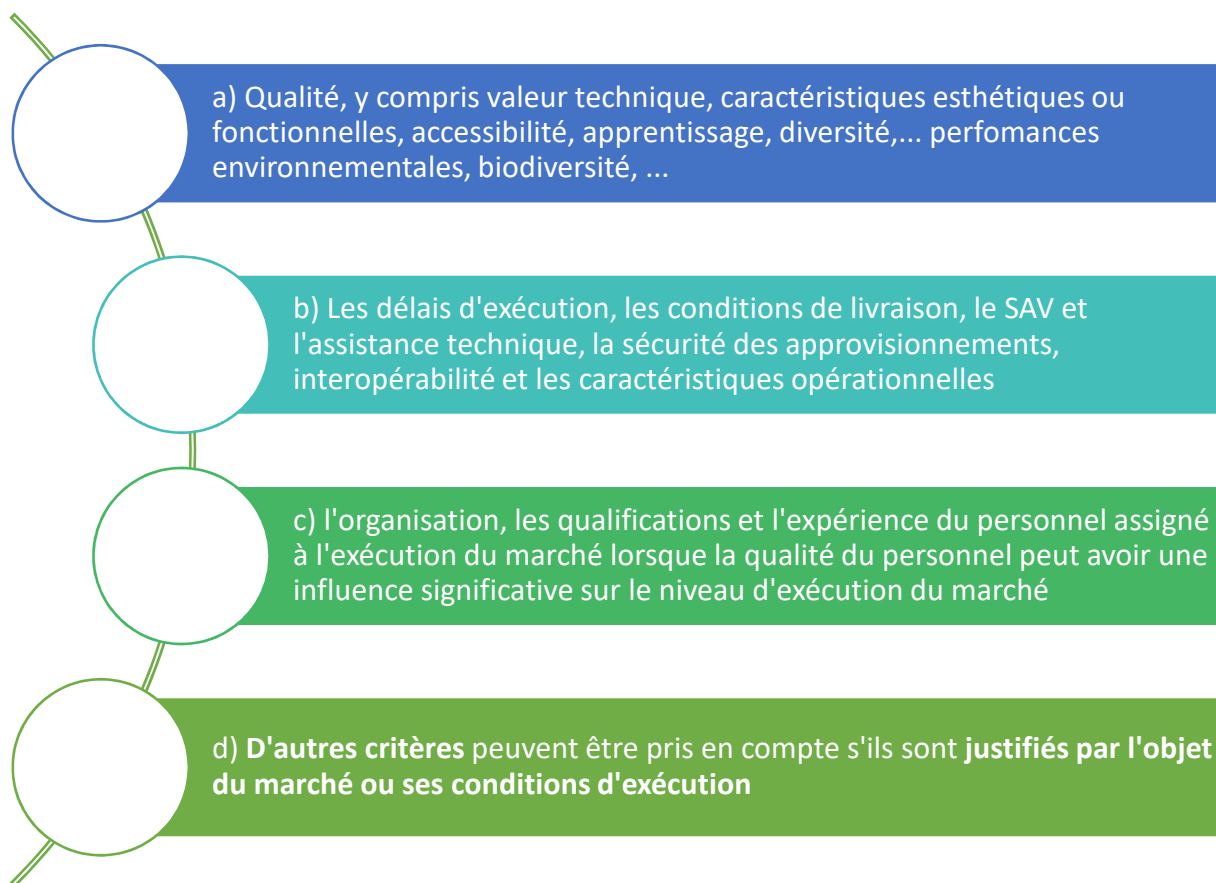 a) Qualité, y compris valeur technique, caractéristiques esthétiques ou
fonctionnelles, accessibilité, apprentissage, diversité,... perfomances
environnementales, biodiversité, ...
b) Les délais d'exécution, les conditions de livraison, le SAV et
l'assistance technique, la sécurité des approvisionnements,
interopérabilité et les caractéristiques opérationnelles
c) l'organisation, les qualifications et l'expérience du personnel assigné
à l'exécution du marché lorsque la qualité du personnel peut avoir une
influence significative sur le niveau d'exécution du marché
d) D'autres critères peuvent être pris en compte s'ils sont justifiés par l'objet
du marché ou ses conditions d'exécution